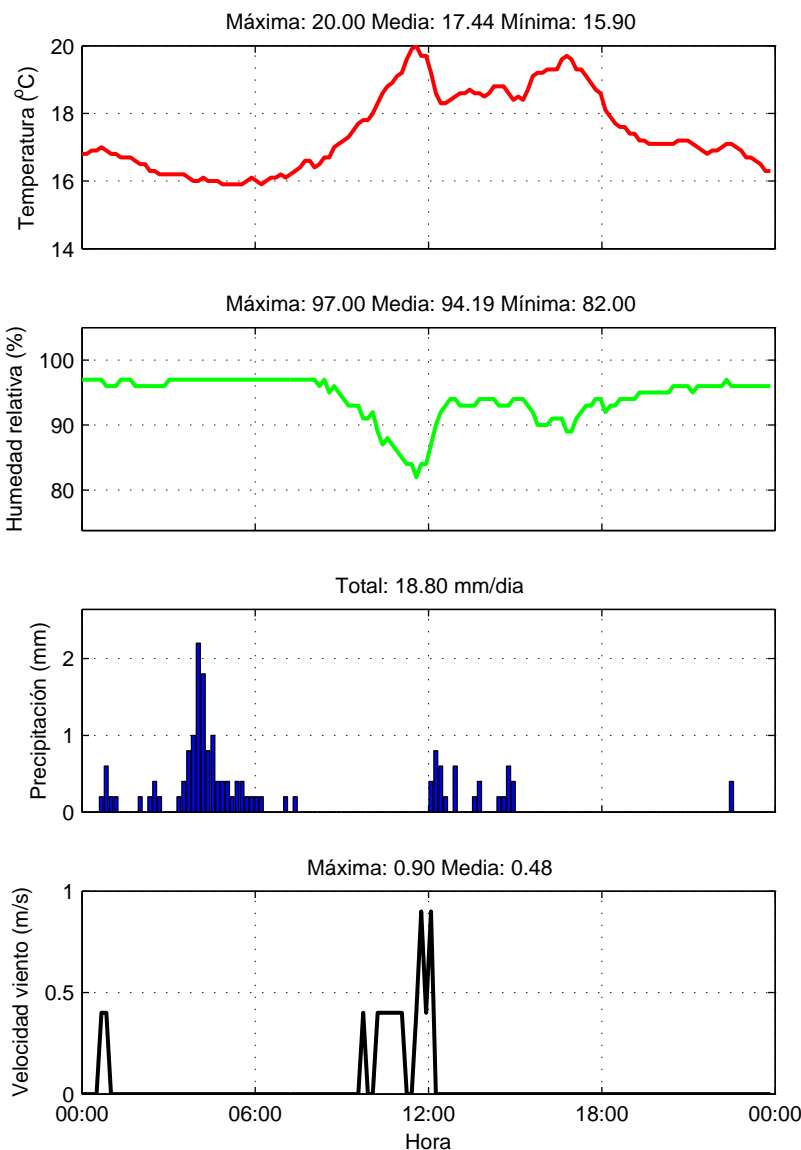 Máxima: 20.00 Media: 17.44 Mínima: 15.90
Temperatura (ºC)
20
18
16
14
Máxima: 97.00 Media: 94.19 Mínima: 82.00
Humedad relativa (%)
100
90
80
Total: 18.80 mm/dia
Precipitación (mm)
2
1
0
Máxima: 0.90 Media: 0.48
Velocidad viento (m/s)
1
0.5
0
00:00 06:00 12:00 18:00 00:00
Hora